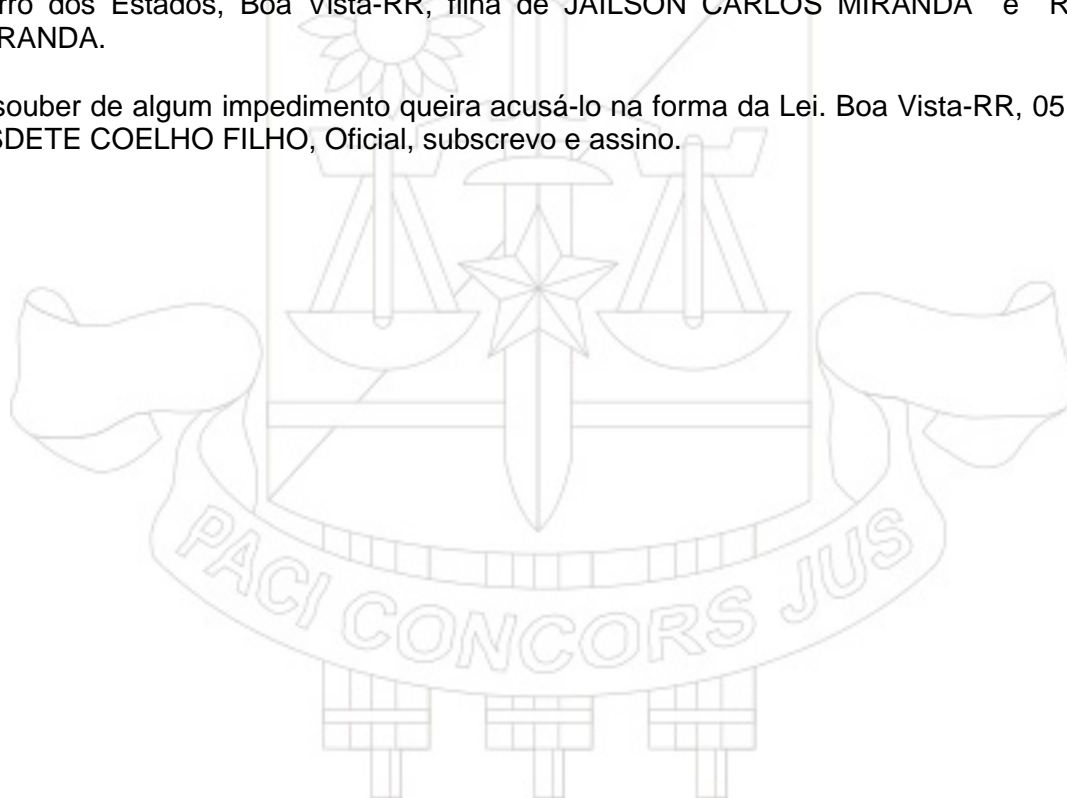 rro dos Estados, Boa Vista-RR, filha de JAILSON CARLOS MIRANDA e R
RANDA.
souber de algum impedimento queira acusá-lo na forma da Lei. Boa Vista-RR, 05
DETE COELHO FILHO, Oficial, subscrevo e assino.
PACI CONCORS JUS